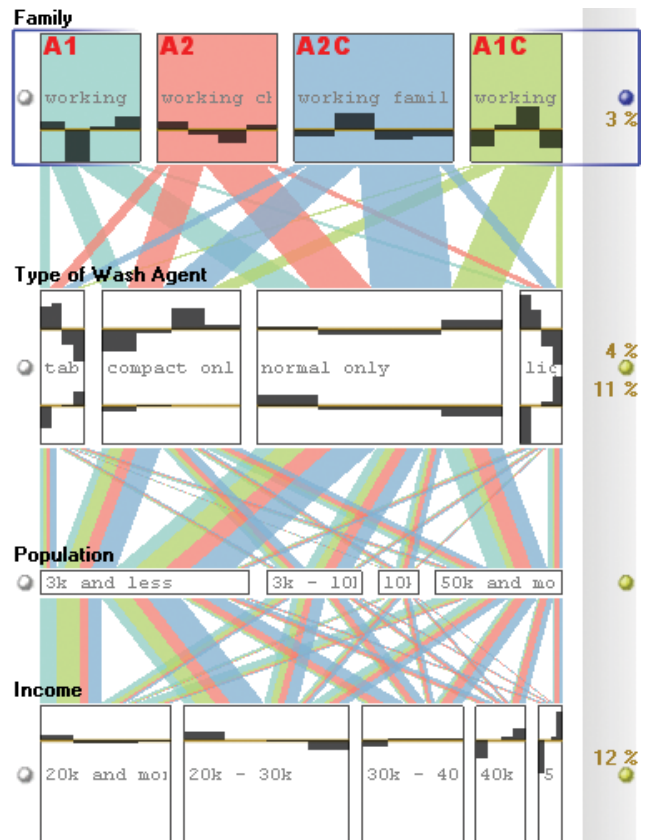 Family
A1 A2 A2C A1C
working working ch working famil working
3 %
Type of Wash Agent
4 %
tab compact onl normal only lic
11 %
Population
3k and less 3k - 10 10k 50k and mo
Income
12 %
20k and mor 20k - 30k 30k - 40 40k 5